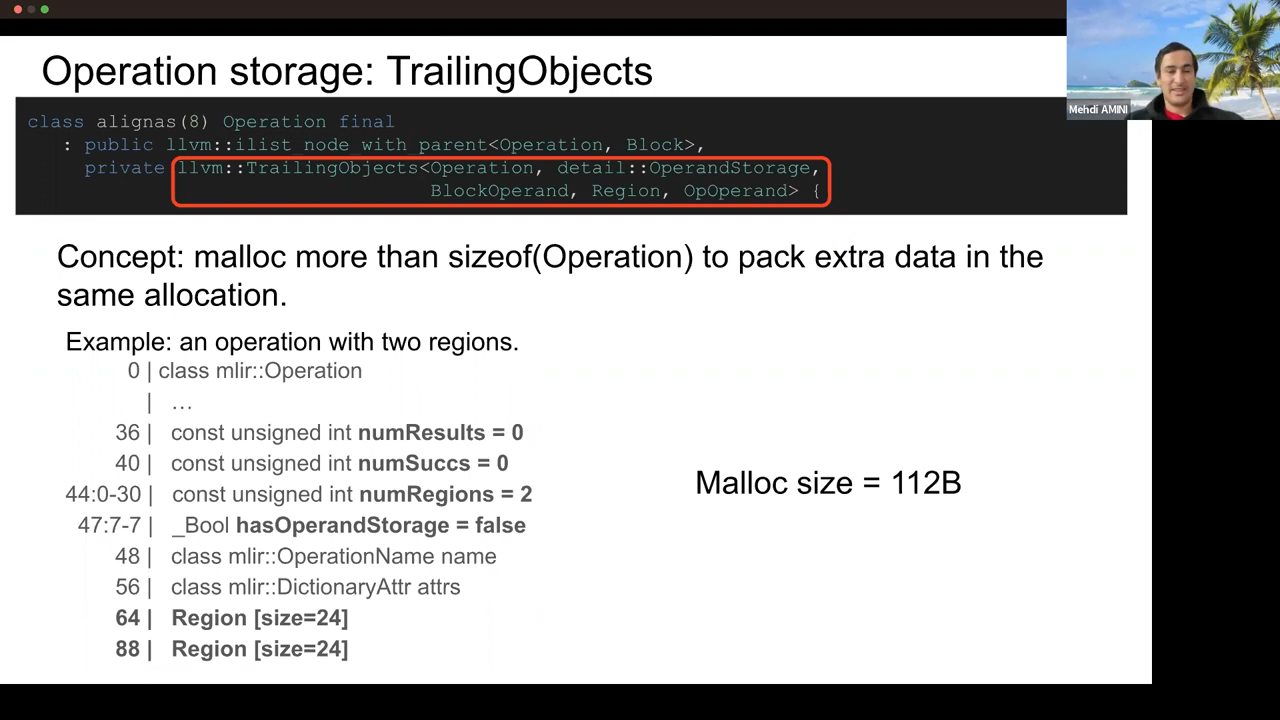 Operation storage: TrailingObjects
Mehdi AMINI
class alignas(8) Operation final
: public llvm::ilist_node_with_parent<Operation, Block>,
private llvm::TrailingObjects<Operation, detail::OperandStorage,
BlockOperand, Region, OpOperand> {
Concept: malloc more than sizeof(Operation) to pack extra data in the
same allocation.
Example: an operation with two regions.
0 | class mlir::Operation
| ...
36 | const unsigned int numResults = 0
40 | const unsigned int numSuccs = 0
44:0-30 | const unsigned int numRegions = 2
47:7-7 | _Bool hasOperandStorage = false
48 | class mlir::OperationName name
56 | class mlir::DictionaryAttr attrs
64 | Region [size=24]
88 | Region [size=24]
Malloc size = 112B